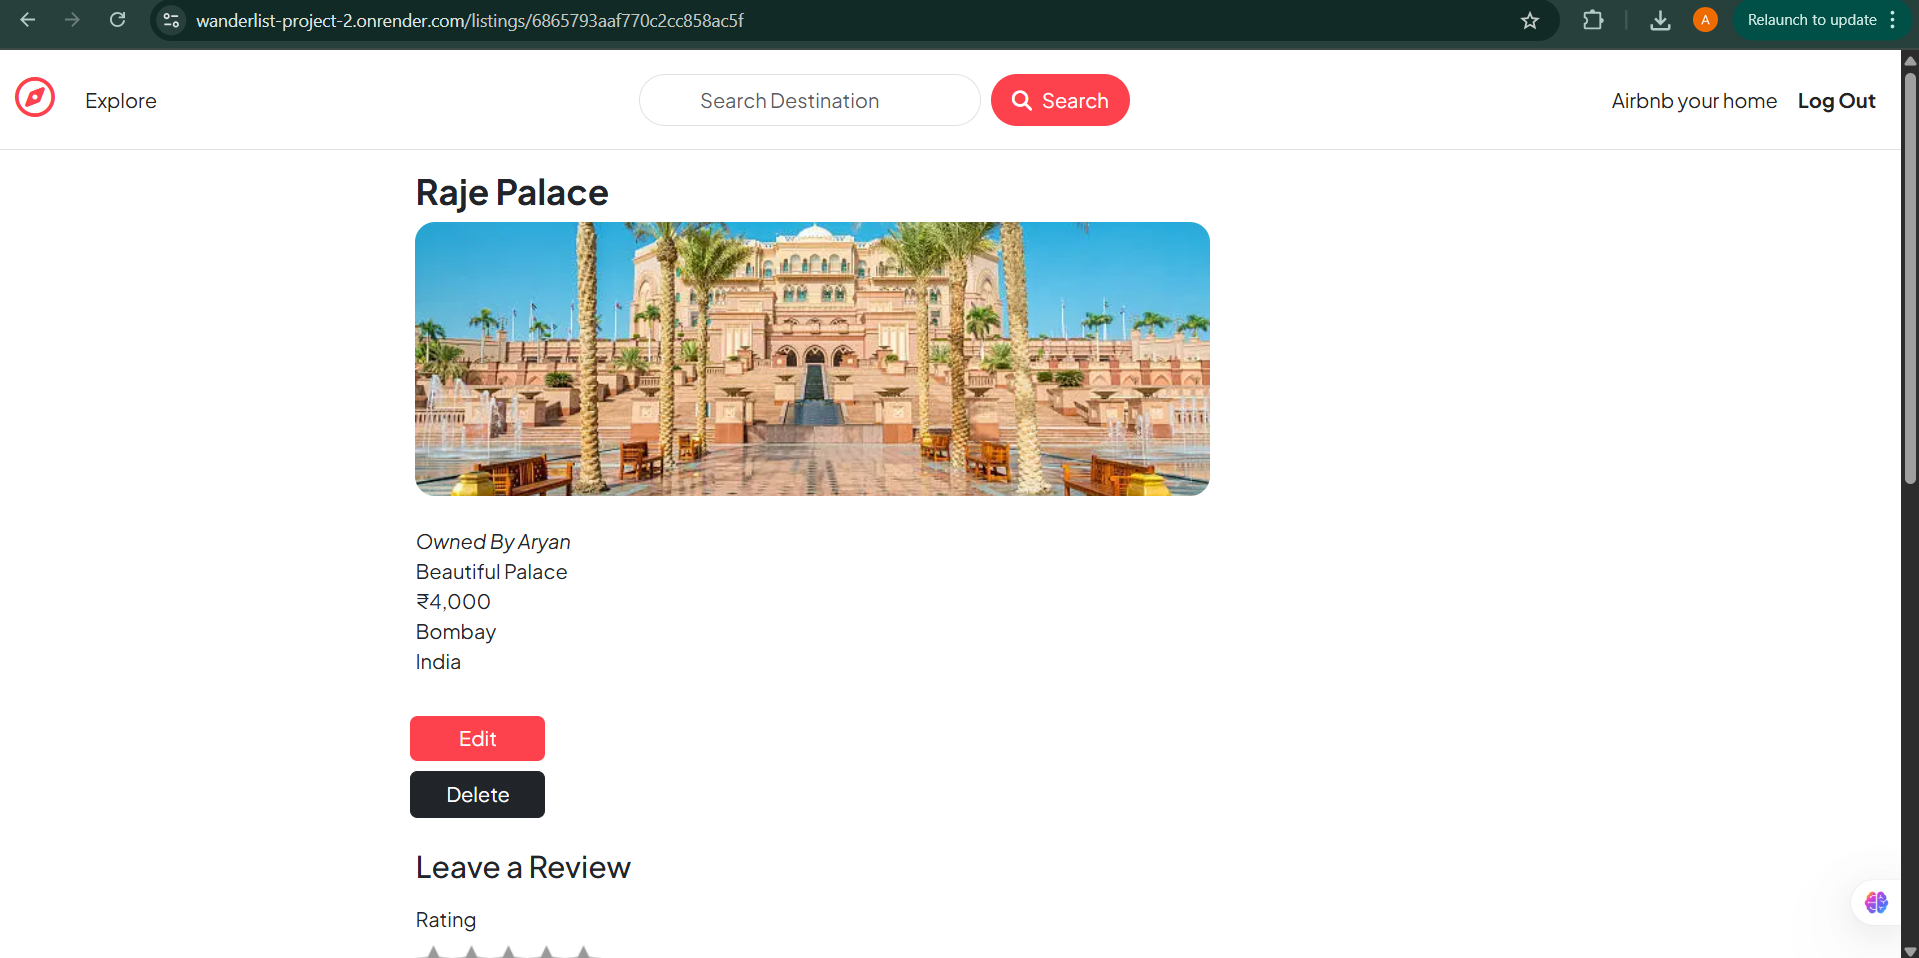 wanderlist-project-2.onrender.com/listings/6865793aaf770c2cc858ac5f
A
Relaunch to update
Explore
Search Destination
Search
Airbnb your home
Log Out
Raje Palace
Owned By Aryan
Beautiful Palace
₹4,000
Bombay
India
Edit
Delete
Leave a Review
Rating